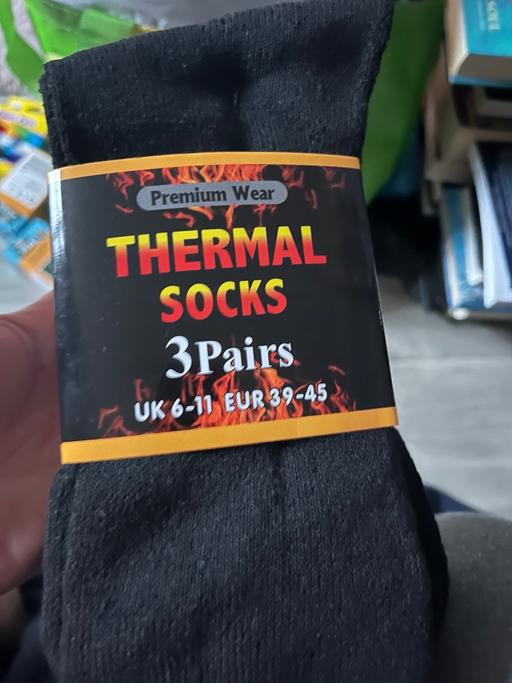 Premium Wear
THERMAL
SOCKS
3Pairs
UK 6-11 EUR 39-45